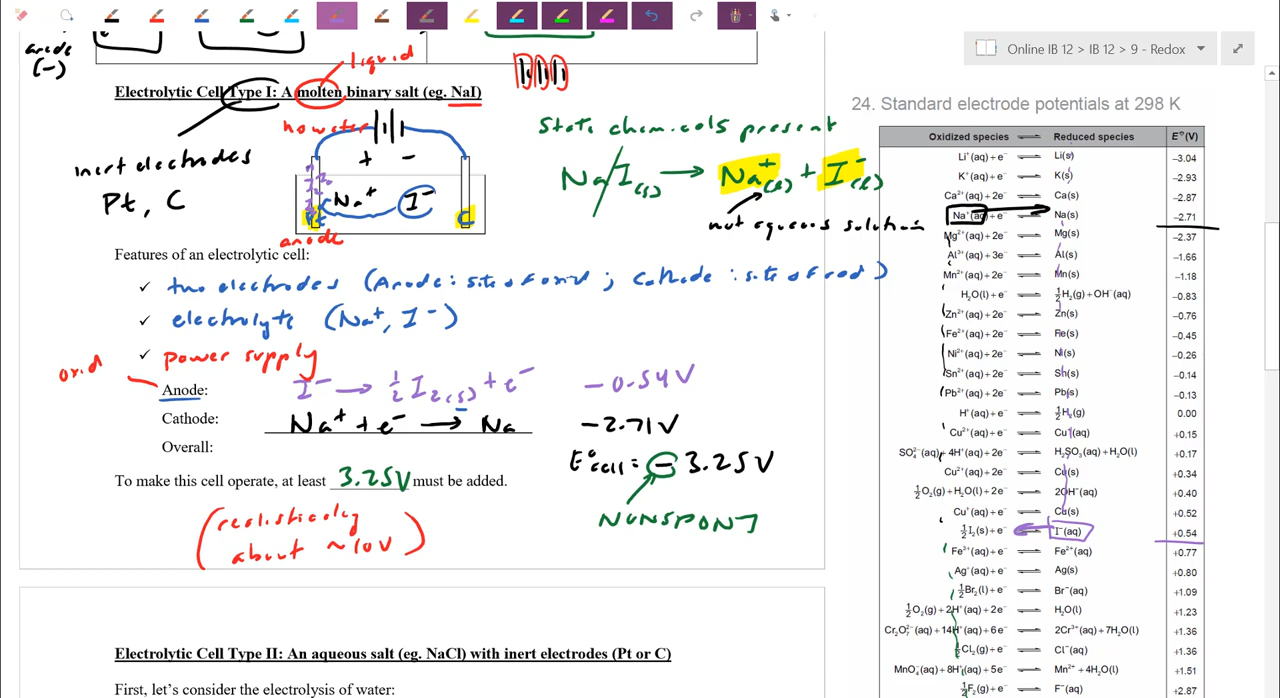 anode
(-)
Online IB 12 > IB 12 > 9 - Redox
liquid
Electrolytic Cell Type I: A molten binary salt (eg. NaI)
inert electrodes
Pt, C
+ -
Na⁺ I⁻
Pt C
anode
State chemicals present
NaI(s) → Na⁺(l) + I⁻(l)
not aqueous solution
Features of an electrolytic cell:
✓ two electrodes (Anode: site of oxid ; Cathode : site of red)
✓ electrolyte (Na⁺, I⁻)
✓ power supply
oxid
Anode: I⁻ → ½ I₂(s) + e⁻ -0.54V
Cathode: Na⁺ + e⁻ → Na -2.71V
Overall: E°cell = - 3.25V
To make this cell operate, at least 3.25V must be added.
NONSPONT
(realistically
about ~10V)
Electrolytic Cell Type II: An aqueous salt (eg. NaCl) with inert electrodes (Pt or C)
First, let's consider the electrolysis of water:
24. Standard electrode potentials at 298 K
Oxidized species ⇌ Reduced species E⦵(V)
Li⁺(aq) + e⁻ ⇌ Li(s) −3.04
K⁺(aq) + e⁻ ⇌ K(s) −2.93
Ca²⁺(aq) + 2e⁻ ⇌ Ca(s) −2.87
Na⁺(aq) + e⁻ ⇌ Na(s) −2.71
Mg²⁺(aq) + 2e⁻ ⇌ Mg(s) −2.37
Al³⁺(aq) + 3e⁻ ⇌ Al(s) −1.66
Mn²⁺(aq) + 2e⁻ ⇌ Mn(s) −1.18
H₂O(l) + e⁻ ⇌ ½H₂(g) + OH⁻(aq) −0.83
Zn²⁺(aq) + 2e⁻ ⇌ Zn(s) −0.76
Fe²⁺(aq) + 2e⁻ ⇌ Fe(s) −0.45
Ni²⁺(aq) + 2e⁻ ⇌ Ni(s) −0.26
Sn²⁺(aq) + 2e⁻ ⇌ Sn(s) −0.14
Pb²⁺(aq) + 2e⁻ ⇌ Pb(s) −0.13
H⁺(aq) + e⁻ ⇌ ½H₂(g) 0.00
Cu²⁺(aq) + e⁻ ⇌ Cu⁺(aq) +0.15
SO₄²⁻(aq) + 4H⁺(aq) + 2e⁻ ⇌ H₂SO₃(aq) + H₂O(l) +0.17
Cu²⁺(aq) + 2e⁻ ⇌ Cu(s) +0.34
½O₂(g) + H₂O(l) + 2e⁻ ⇌ 2OH⁻(aq) +0.40
Cu⁺(aq) + e⁻ ⇌ Cu(s) +0.52
½I₂(s) + e⁻ ⇌ I⁻(aq) +0.54
Fe³⁺(aq) + e⁻ ⇌ Fe²⁺(aq) +0.77
Ag⁺(aq) + e⁻ ⇌ Ag(s) +0.80
½Br₂(l) + e⁻ ⇌ Br⁻(aq) +1.09
½O₂(g) + 2H⁺(aq) + 2e⁻ ⇌ H₂O(l) +1.23
Cr₂O₇²⁻(aq) + 14H⁺(aq) + 6e⁻ ⇌ 2Cr³⁺(aq) + 7H₂O(l) +1.36
½Cl₂(g) + e⁻ ⇌ Cl⁻(aq) +1.36
MnO₄⁻(aq) + 8H⁺(aq) + 5e⁻ ⇌ Mn²⁺ + 4H₂O(l) +1.51
½F₂(g) + e⁻ ⇌ F⁻(aq) +2.87